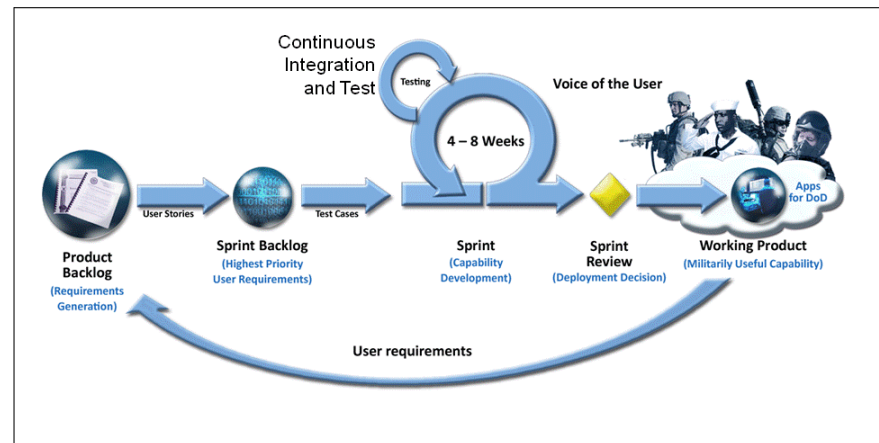 Continuous
Integration
and Test
Testing
Voice of the User
4 – 8 Weeks
User Stories
Test Cases
Apps
for DoD
Product
Backlog
(Requirements
Generation)
Sprint Backlog
(Highest Priority
User Requirements)
Sprint
(Capability
Development)
Sprint
Review
(Deployment Decision)
Working Product
(Militarily Useful Capability)
User requirements